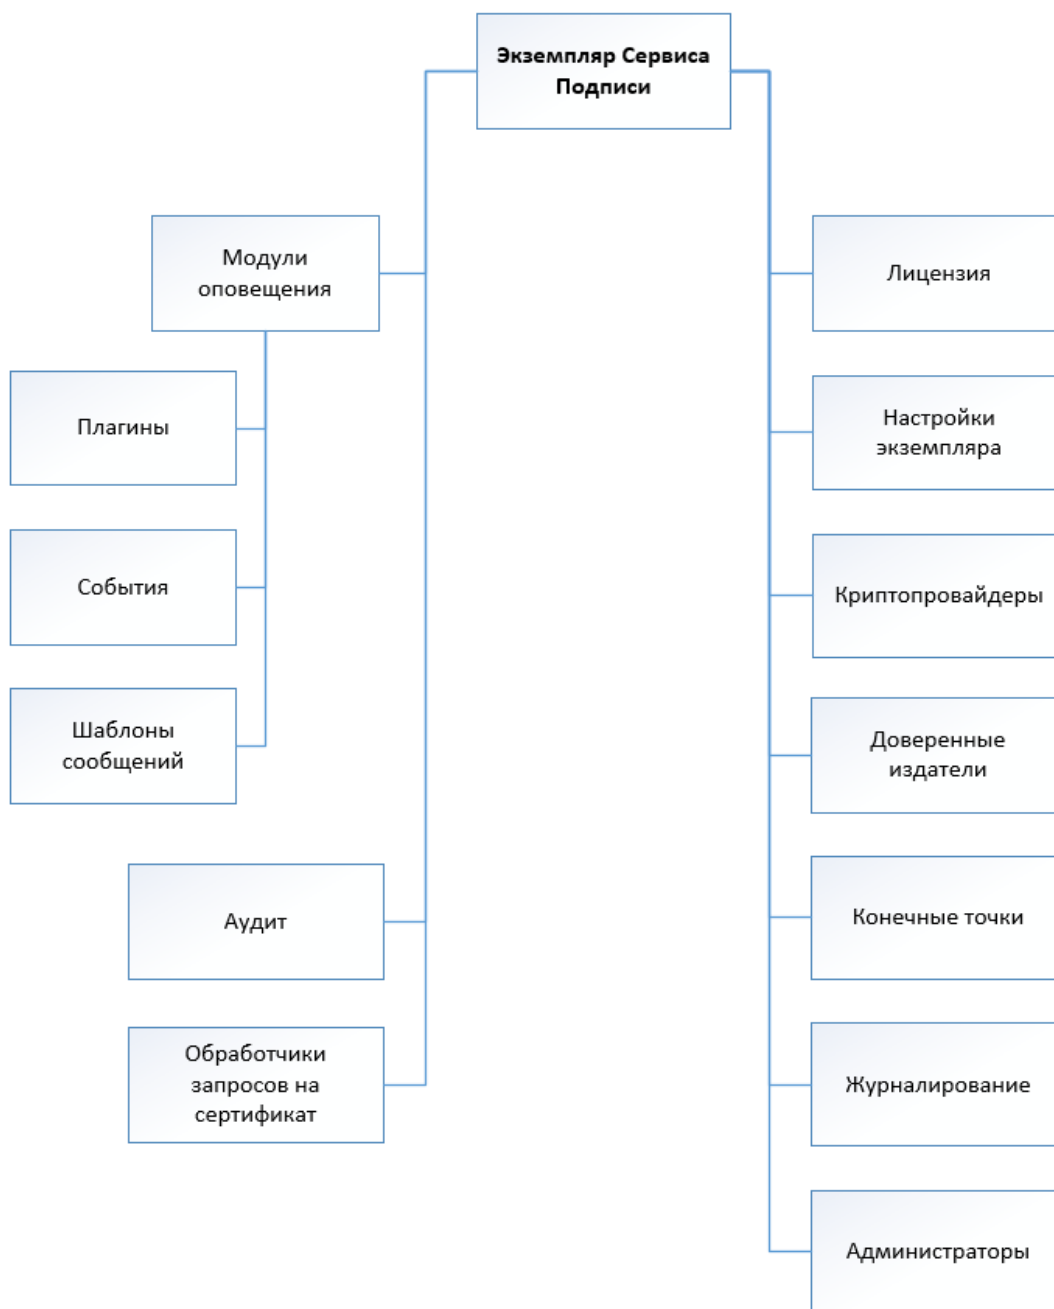 Экземпляр Сервиса
Подписи
Модули
оповещения
Плагины
События
Шаблоны
сообщений
Аудит
Обработчики
запросов на
сертификат
Лицензия
Настройки
экземпляра
Криптопровайдеры
Доверенные
издатели
Конечные точки
Журналирование
Администраторы